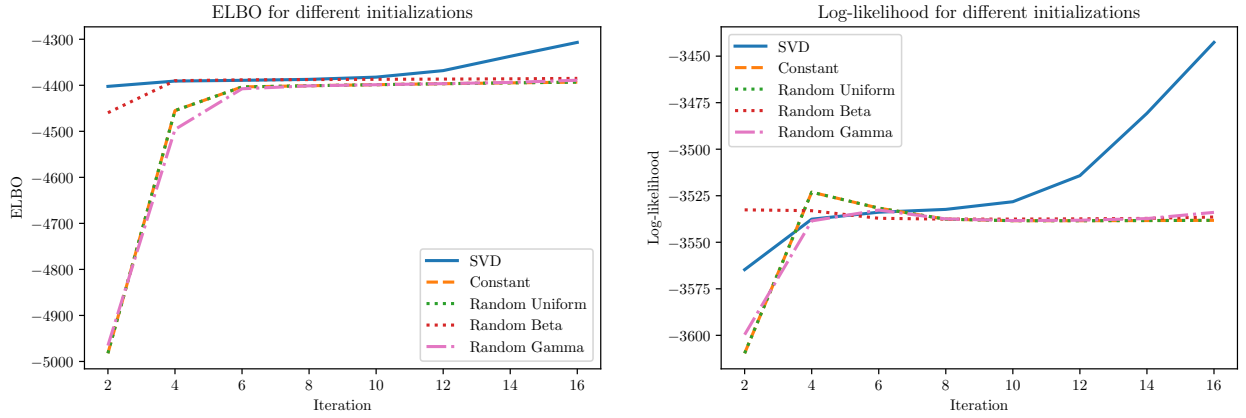 ELBO for different initializations
−4300
−4400
−4500
−4600
−4700
−4800
−4900
−5000
ELBO
SVD
Constant
Random Uniform
Random Beta
Random Gamma
2 4 6 8 10 12 14 16
Iteration
Log-likelihood for different initializations
−3450
−3475
−3500
−3525
−3550
−3575
−3600
Log-likelihood
SVD
Constant
Random Uniform
Random Beta
Random Gamma
2 4 6 8 10 12 14 16
Iteration